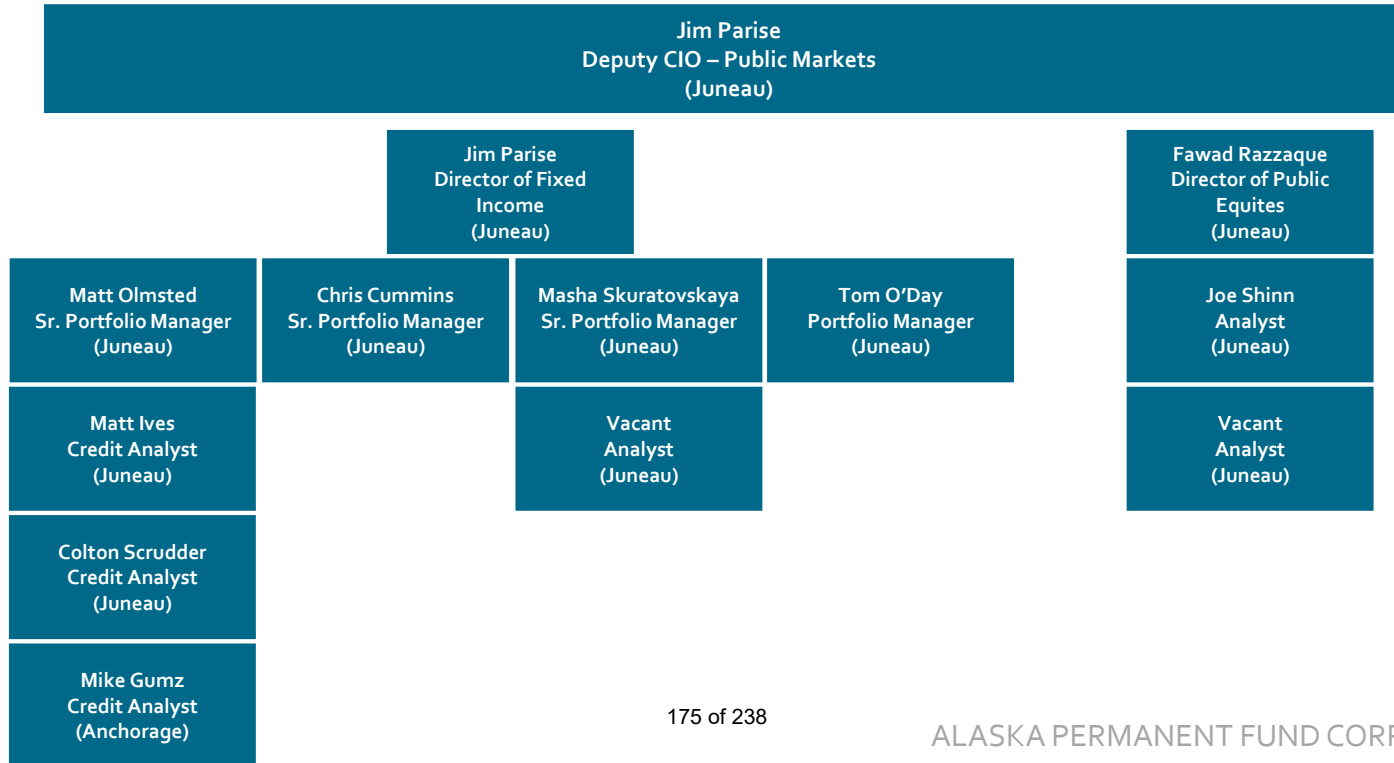 Jim Parise
Deputy CIO – Public Markets
(Juneau)
Jim Parise
Director of Fixed
Income
(Juneau)
Fawad Razzaque
Director of Public
Equites
(Juneau)
Matt Olmsted
Sr. Portfolio Manager
(Juneau)
Chris Cummins
Sr. Portfolio Manager
(Juneau)
Masha Skuratovskaya
Sr. Portfolio Manager
(Juneau)
Tom O’Day
Portfolio Manager
(Juneau)
Joe Shinn
Analyst
(Juneau)
Matt Ives
Credit Analyst
(Juneau)
Vacant
Analyst
(Juneau)
Vacant
Analyst
(Juneau)
Colton Scrudder
Credit Analyst
(Juneau)
Mike Gumz
Credit Analyst
(Anchorage)
175 of 238
ALASKA PERMANENT FUND CORP